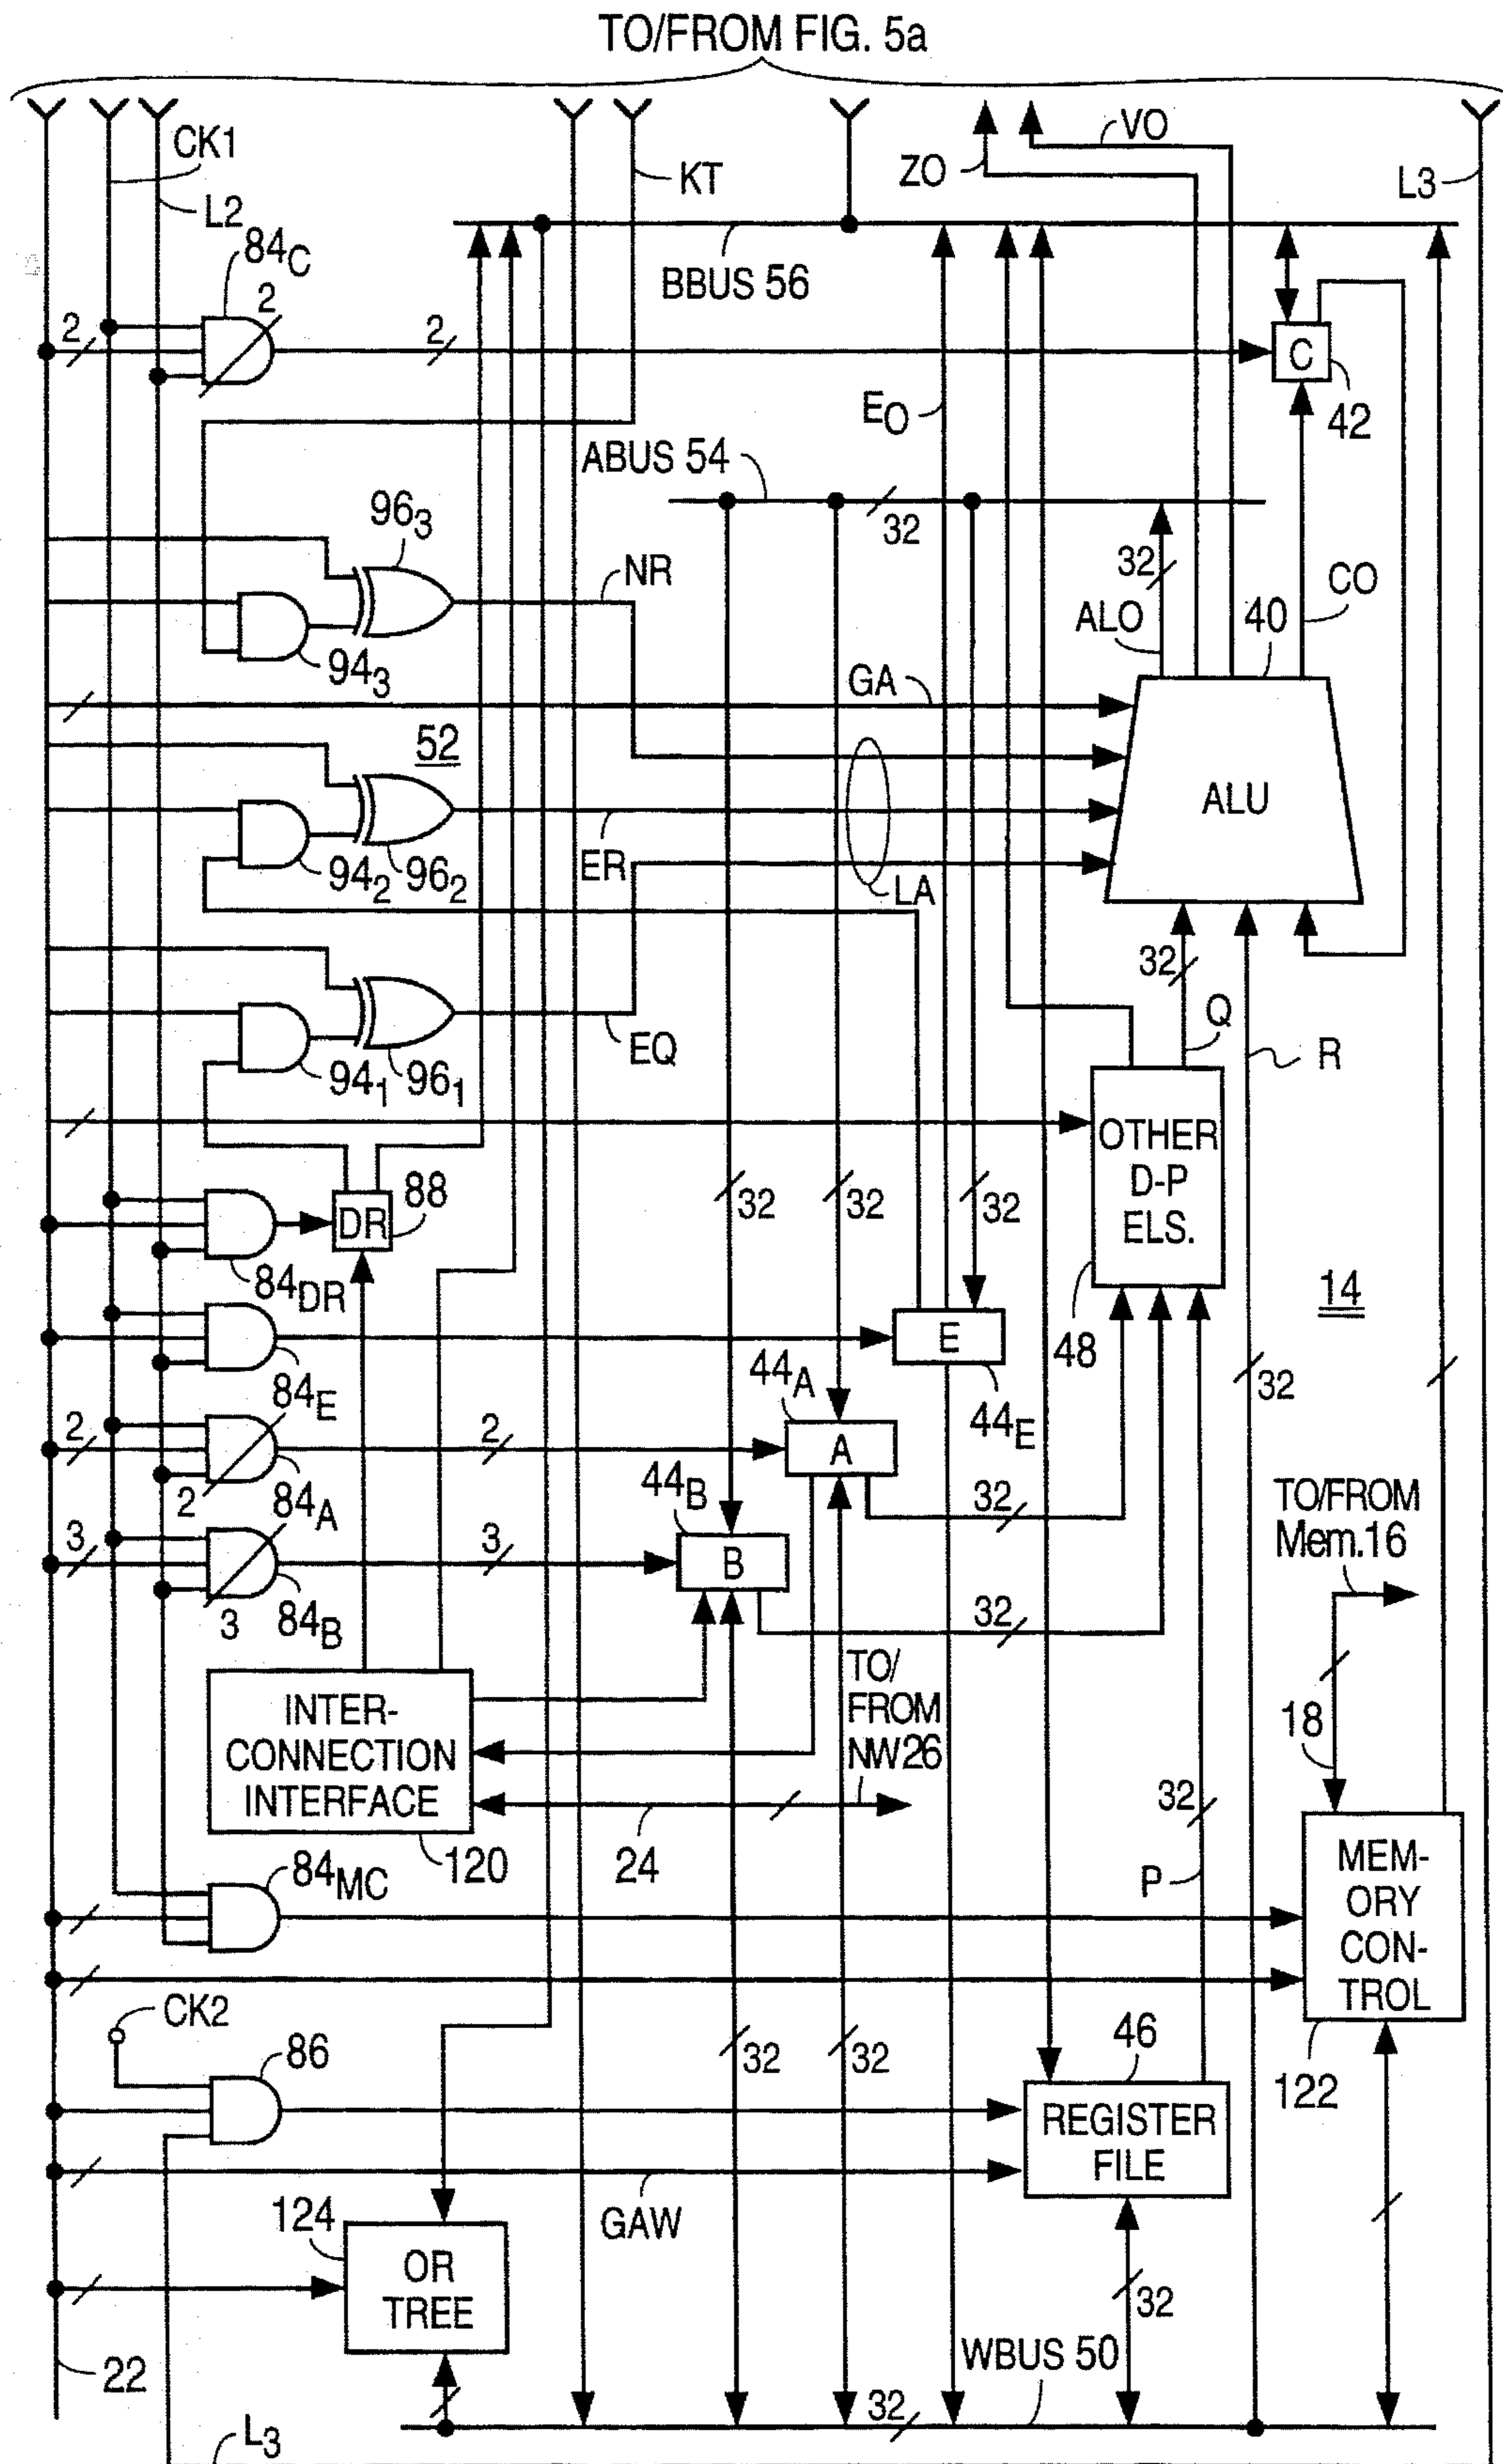 TO/FROM FIG. 5a
CK1
L2
KT
ZO
VO
L3
84C
2
2
2
BBUS 56
C
42
EO
ABUS 54
32
963
NR
943
32
ALO
40
CO
GA
52
ALU
942
962
ER
LA
941
961
EQ
32
Q
R
OTHER
D-P
ELS.
48
DR
88
84DR
32
32
32
14
E
44E
84E
44A
A
2
2
2
84A
32
32
44B
B
3
3
3
84B
32
TO/FROM
Mem.16
18
INTER-
CONNECTION
INTERFACE
120
TO/
FROM
NW26
24
32
P
84MC
MEM-
ORY
CON-
TROL
122
CK2
86
32
32
46
REGISTER
FILE
GAW
124
OR
TREE
32
22
WBUS 50
32
L3